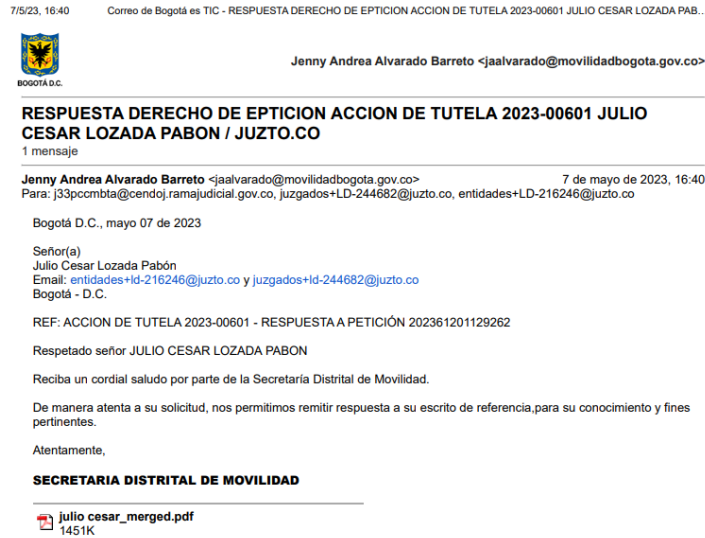 7/5/23, 16:40 Correo de Bogotá es TIC - RESPUESTA DERECHO DE EPTICION ACCION DE TUTELA 2023-00601 JULIO CESAR LOZADA PAB...
BOGOTÁ D.C.
Jenny Andrea Alvarado Barreto <jaalvarado@movilidadbogota.gov.co>
RESPUESTA DERECHO DE EPTICION ACCION DE TUTELA 2023-00601 JULIO
CESAR LOZADA PABON / JUZTO.CO
1 mensaje
Jenny Andrea Alvarado Barreto <jaalvarado@movilidadbogota.gov.co> 7 de mayo de 2023, 16:40
Para: j33pccmbta@cendoj.ramajudicial.gov.co, juzgados+LD-244682@juzto.co, entidades+LD-216246@juzto.co
Bogotá D.C., mayo 07 de 2023
Señor(a)
Julio Cesar Lozada Pabón
Email: entidades+ld-216246@juzto.co y juzgados+ld-244682@juzto.co
Bogotá - D.C.
REF: ACCION DE TUTELA 2023-00601 - RESPUESTA A PETICIÓN 202361201129262
Respetado señor JULIO CESAR LOZADA PABON
Reciba un cordial saludo por parte de la Secretaría Distrital de Movilidad.
De manera atenta a su solicitud, nos permitimos remitir respuesta a su escrito de referencia,para su conocimiento y fines
pertinentes.
Atentamente,
SECRETARIA DISTRITAL DE MOVILIDAD
julio cesar_merged.pdf
1451K